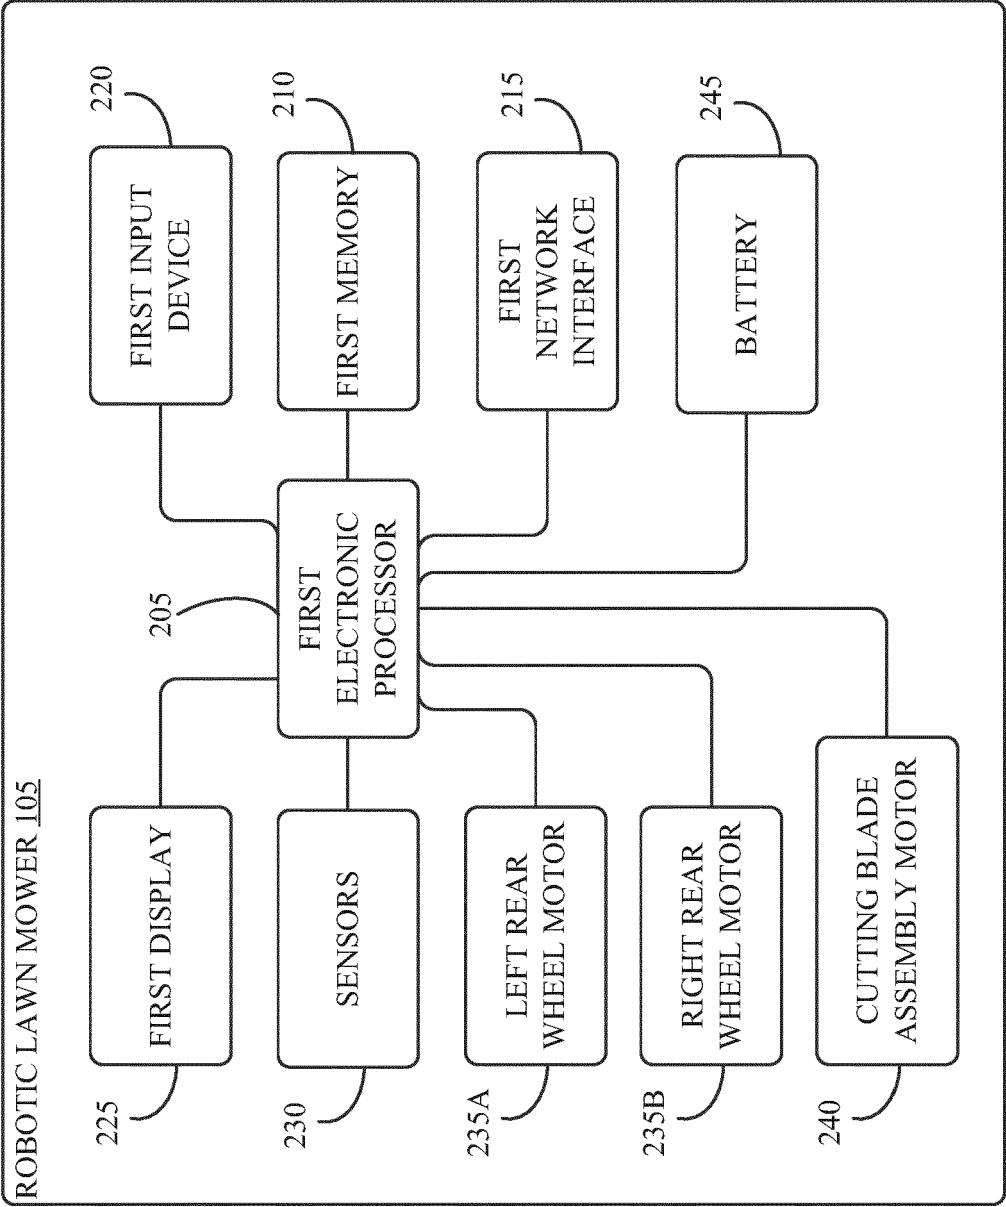 ROBOTIC LAWN MOWER 105
225
FIRST DISPLAY
205
FIRST INPUT
DEVICE
220
230
SENSORS
FIRST
ELECTRONIC
PROCESSOR
FIRST MEMORY
210
235A
LEFT REAR
WHEEL MOTOR
FIRST
NETWORK
INTERFACE
215
235B
RIGHT REAR
WHEEL MOTOR
BATTERY
245
240
CUTTING BLADE
ASSEMBLY MOTOR